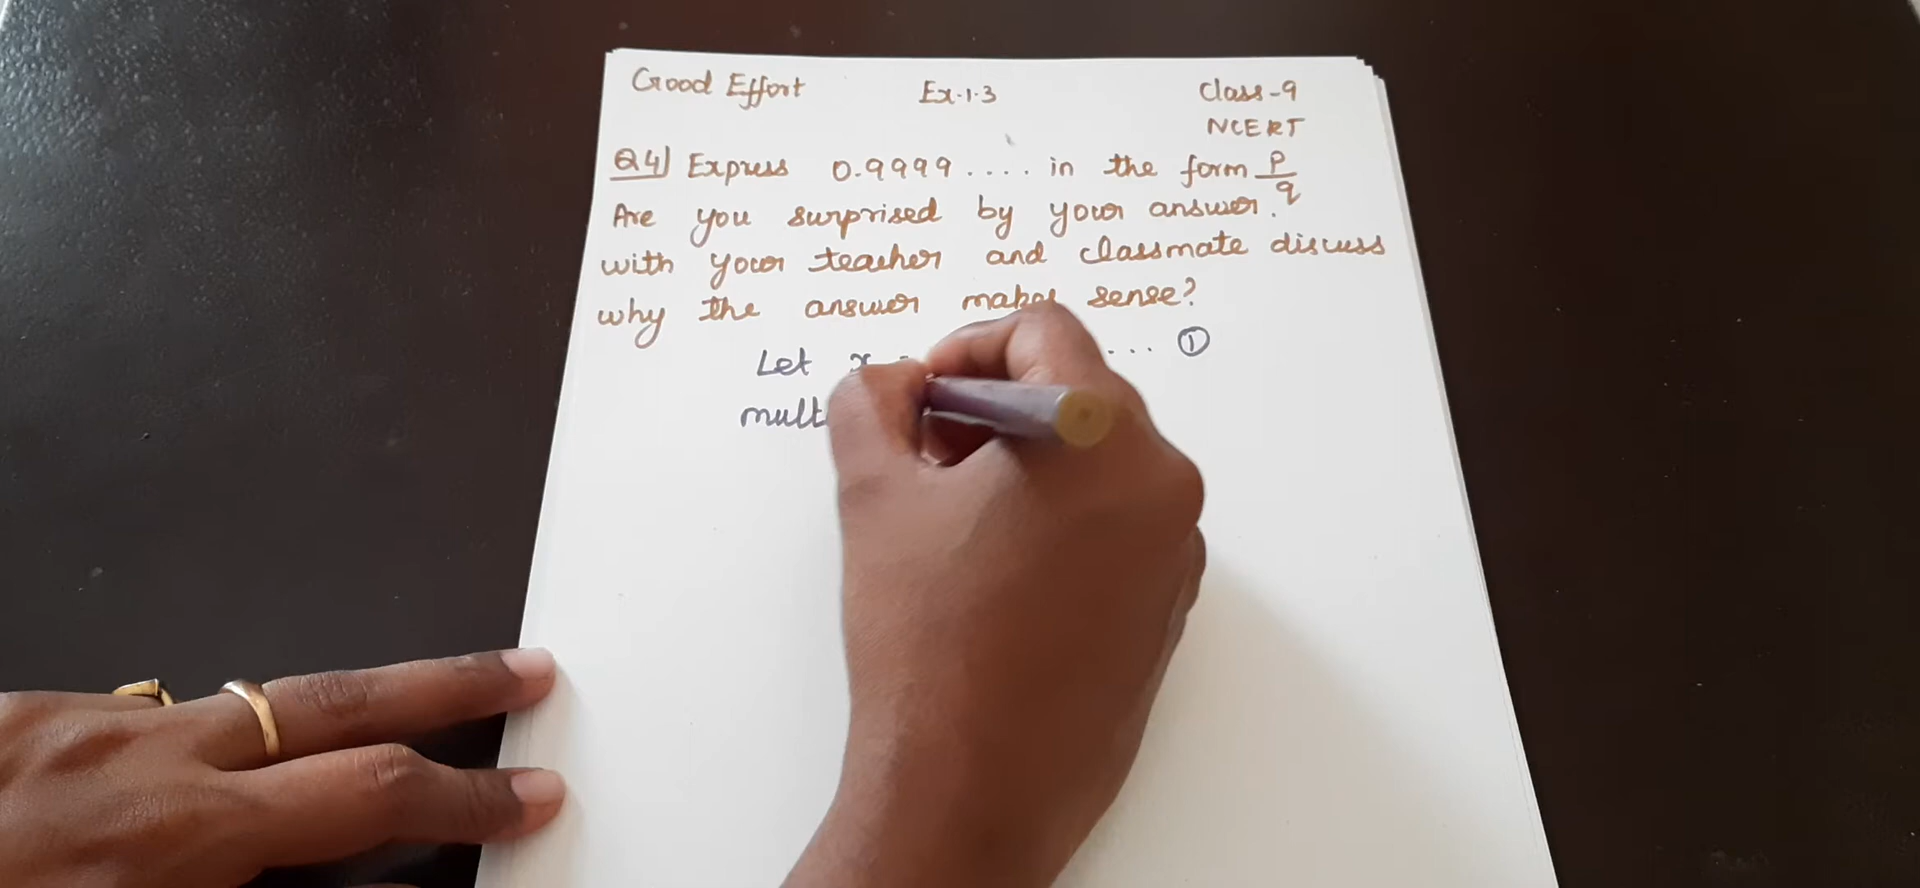 Good Effort Ex.1.3 Class-9
NCERT
Q4) Express 0.9999.... in the form p/q
Are you surprised by your answer.?
with your teacher and classmate discuss
why the answer makes sense?
Let x ... ①
mult